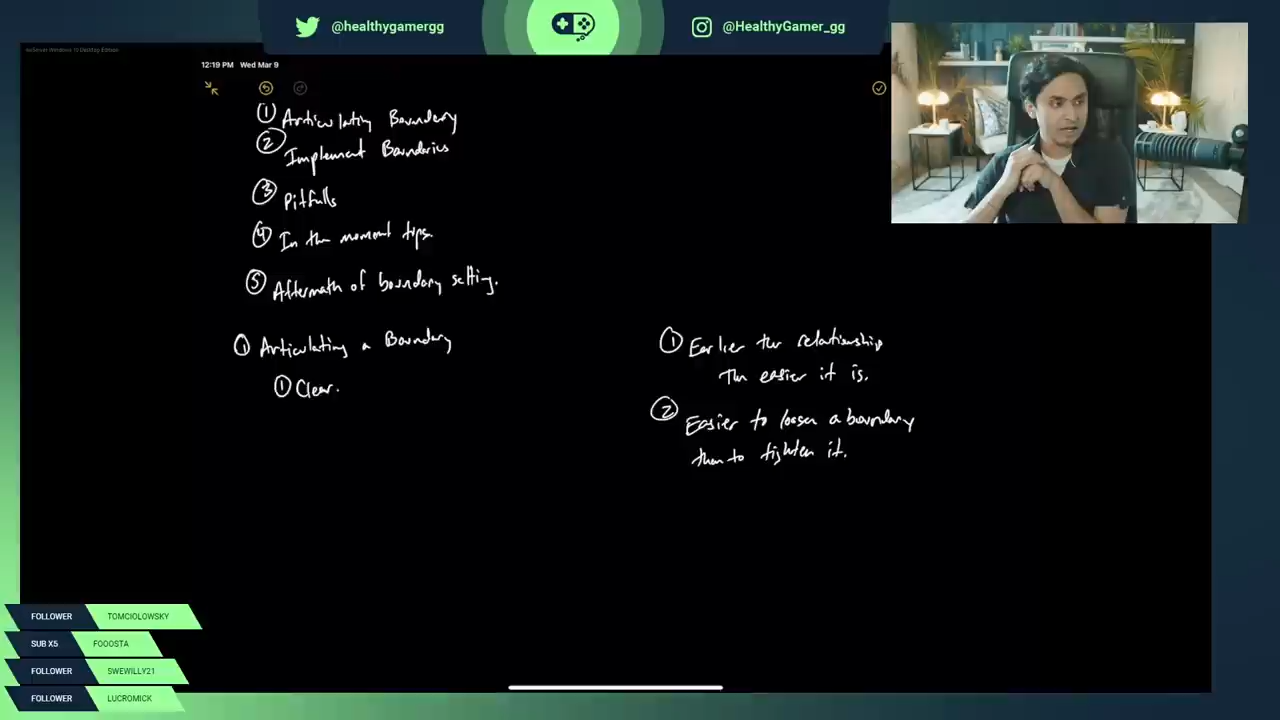 @healthygamergg
@HealthyGamer_gg
12:19 PM Wed Mar 9
① Articulating Boundary
② Implement Boundaries
③ Pitfalls
④ In the moment tips.
⑤ Aftermath of boundary setting.
① Articulating a Boundary
① Clear.
① Earlier the relationship
The easier it is.
② Easier to loosen a boundary
than to tighten it.
FOLLOWER TOMCIOLOWSKY
SUB X5 FOOOSTA
FOLLOWER SWEWILLY21
FOLLOWER LUCROMICK